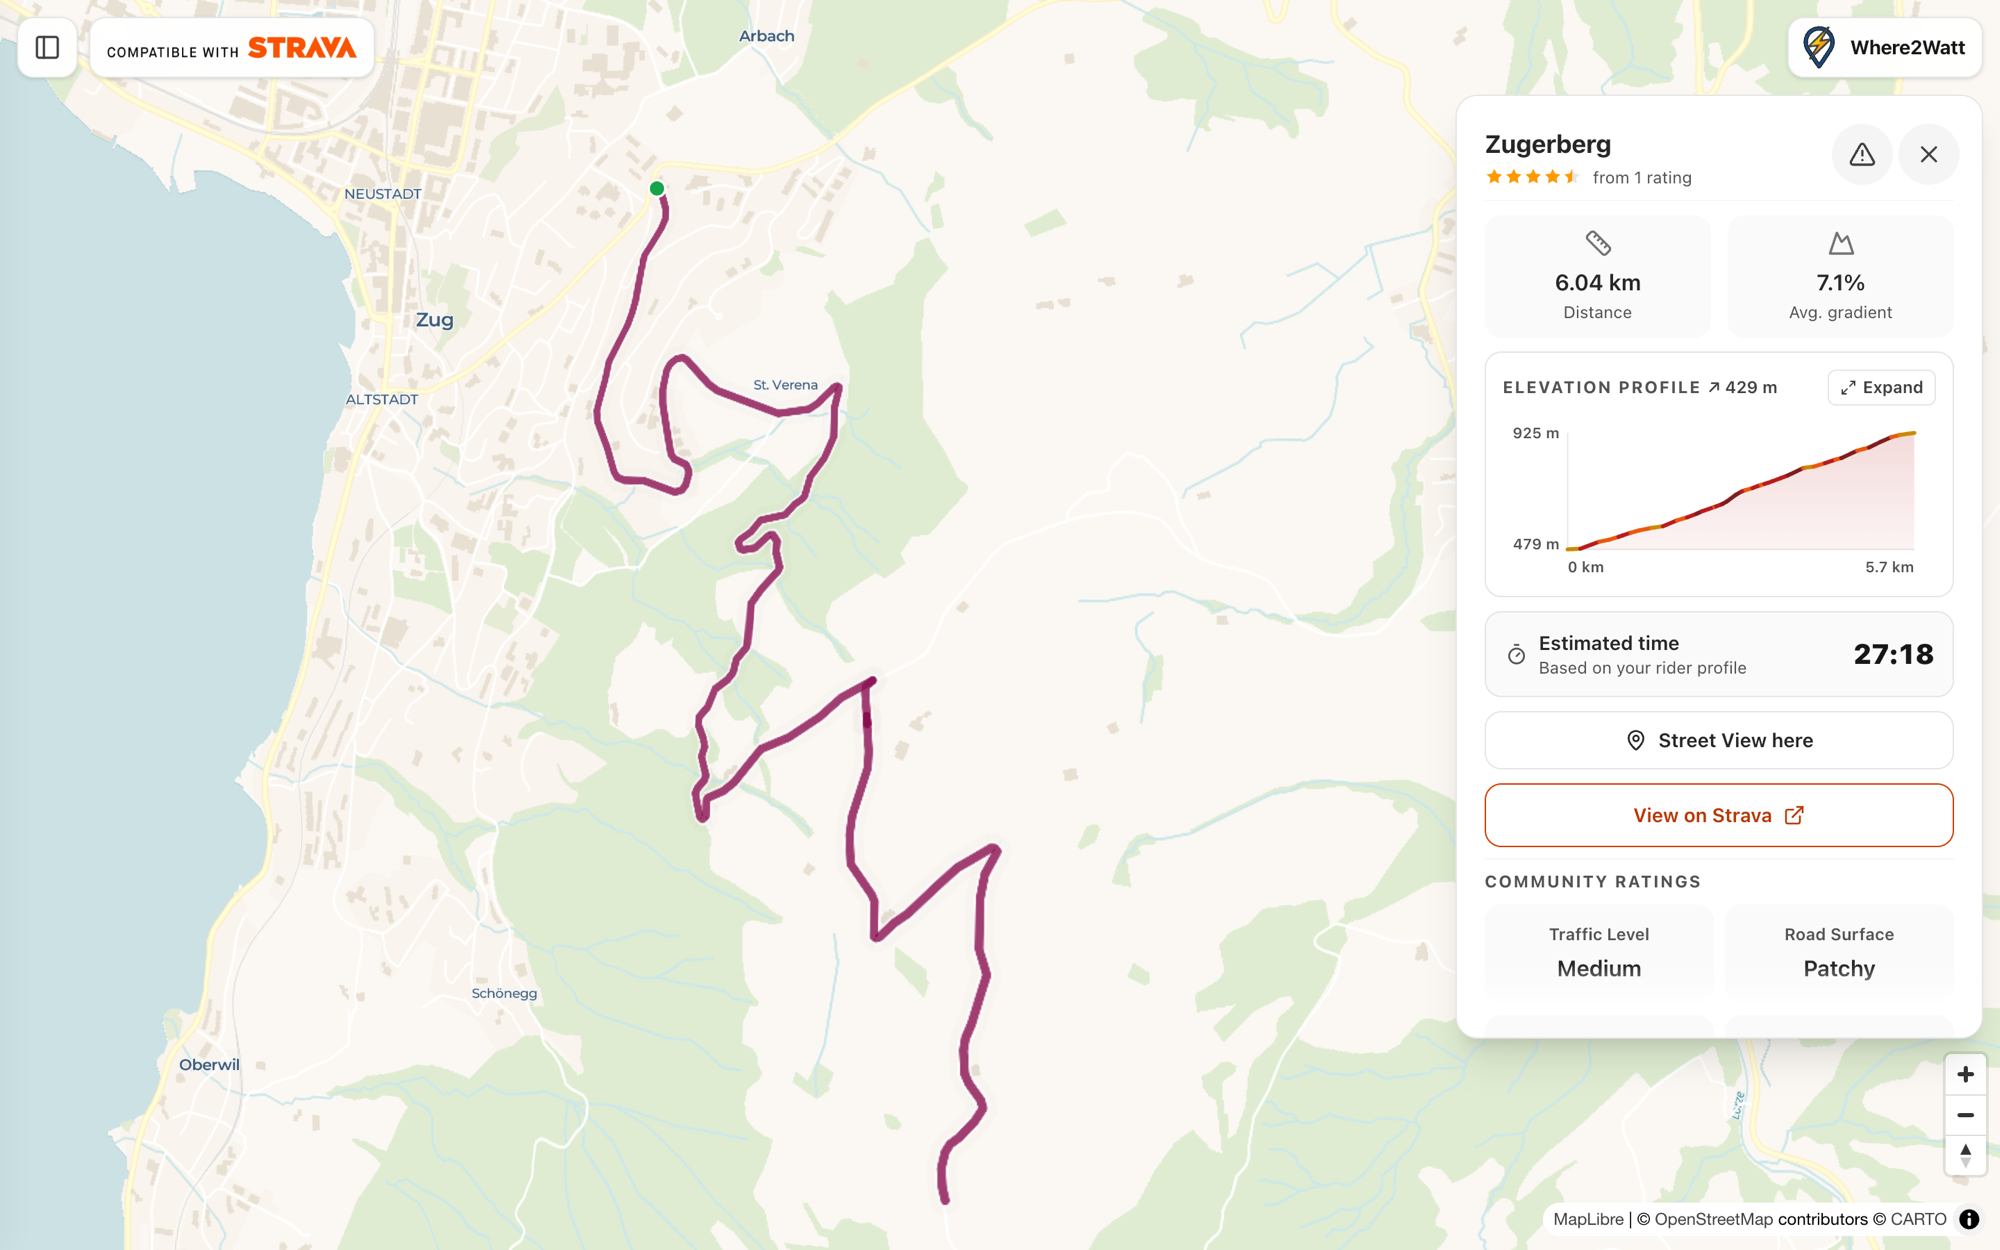 COMPATIBLE WITH STRAVA
Where2Watt
Arbach
NEUSTADT
Zug
ALTSTADT
St. Verena
Schönegg
Oberwil
Lorze
Zugerberg
from 1 rating
6.04 km
Distance
7.1%
Avg. gradient
ELEVATION PROFILE ↗ 429 m
Expand
925 m
479 m
0 km
5.7 km
Estimated time
Based on your rider profile
27:18
Street View here
View on Strava
COMMUNITY RATINGS
Traffic Level
Medium
Road Surface
Patchy
MapLibre | © OpenStreetMap contributors © CARTO